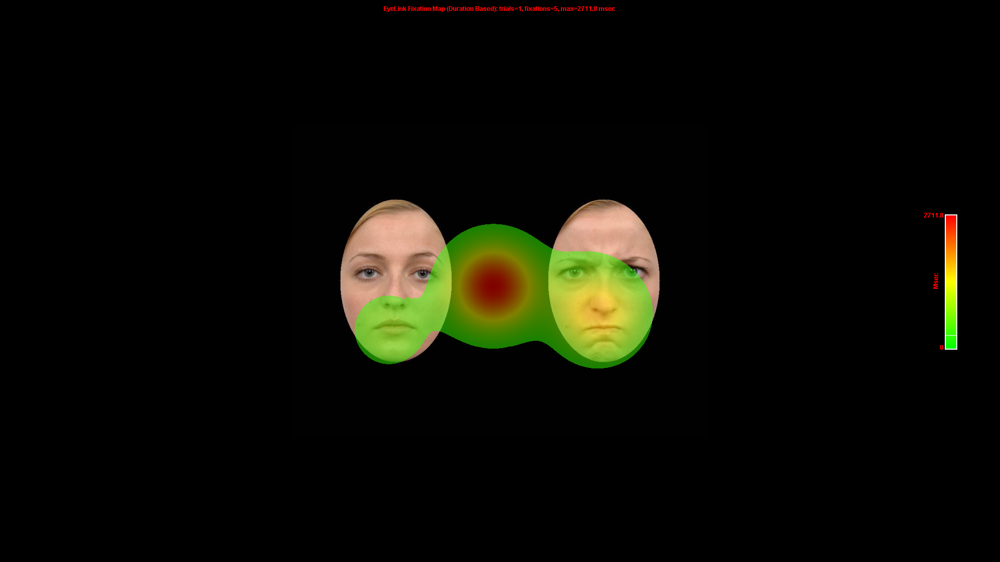 EyeLink Fixation Map (Duration Based): trials=1, fixations=5, max=2711.8 msec
2711.8
Msec
0